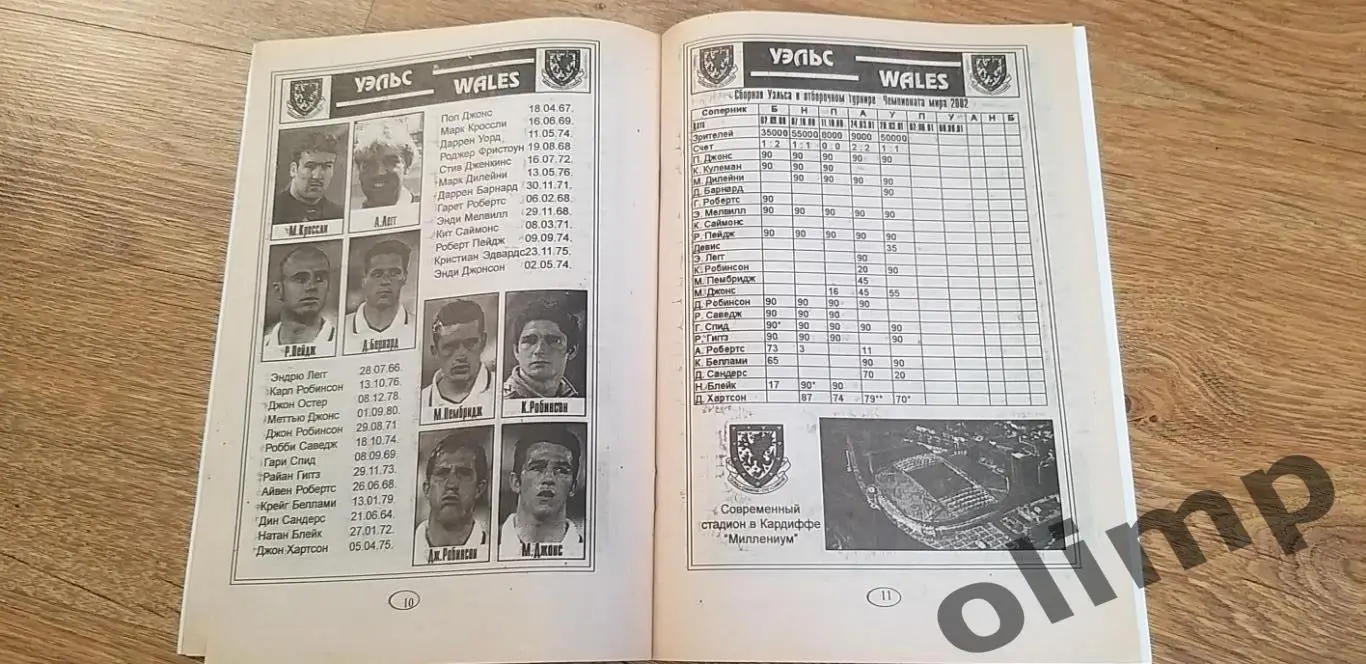 УЭЛЬС
WALES
Пол Джонс 18.04.67.
Марк Кроссли 16.06.69.
Даррен Уорд 11.05.74.
Роджер Фристоун 19.08.68
Стив Дженкинс 16.07.72.
Марк Дилейни 13.05.76.
Даррен Барнард 30.11.71.
Гарет Робертс 06.02.68.
Энди Мелвилл 29.11.68.
Кит Саймонс 08.03.71.
Роберт Пейдж 09.09.74.
Кристиан Эдвардс 23.11.75.
Энди Джонсон 02.05.74.
М.Кроссли
А.Легг
Р.Пейдж
Д.Бернард
М.Пембридж
К.Робинсон
Дж.Робинсон
М.Джонс
Эндрю Легг 28.07.66.
Карл Робинсон 13.10.76.
Джон Остер 08.12.78.
Меттью Джонс 01.09.80.
Джон Робинсон 29.08.71
Робби Саведж 18.10.74.
Гари Спид 08.09.69.
Райан Гиггз 29.11.73.
Айвен Робертс 26.06.68.
Крейг Беллами 13.01.79.
Дин Сандерс 21.06.64.
Натан Блейк 27.01.72.
Джон Хартсон 05.04.75.
10
УЭЛЬС
WALES
Сборная Уэльса в отборочном турнире Чемпионата мира 2002
Соперник Б Н П А У П У А Н Б
Дата
Зрителей 35000 55000 8000 9000 50000
Счет 1:2 1:1 0:0 2:2 1:1
П. Джонс 90 90 90 90 90
К. Кулеман 90 90 90
М. Дилейни 90 90 90 90
Д. Барнард 90
Г. Робертс 90
Э. Мелвилл 90 90 90 90 90
К. Саймонс
Р. Пейдж 90 90 90 90 90
Девис 35
Э. Легг 90
К. Робинсон 20 90
М. Пембридж 45
М. Джонс 16 45 55
Д. Робинсон 90 90 90 90
Р. Саведж 90 90 90
Г. Спид 90* 90 90 90 90
Р. Гиггз 90 90 90 90
А. Робертс 73 3 11
К. Беллами 65 90 90
Д. Сандерс 70 20
Н. Блейк 17 90* 90
Д. Хартсон 87 74 79** 70*
Современный
стадион в Кардиффе
"Миллениум"
11
olimp